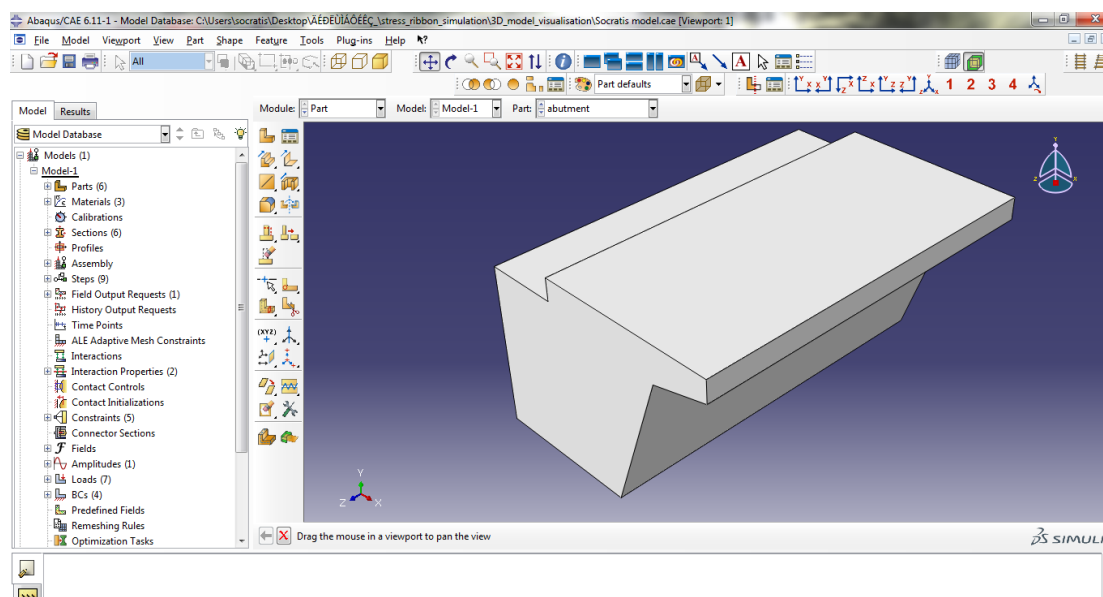 Abaqus/CAE 6.11-1 - Model Database: C:\Users\socratis\Desktop\ÄÉÐËÙÌÁÔÉÊÇ_\stress_ribbon_simulation\3D_model_visualisation\Socratis model.cae [Viewport: 1]
File Model Viewport View Part Shape Feature Tools Plug-ins Help
All
Part defaults
1 2 3 4
Model Results
Module: Part Model: Model-1 Part: abutment
Model Database
Models (1)
Model-1
Parts (6)
Materials (3)
Calibrations
Sections (6)
Profiles
Assembly
Steps (9)
Field Output Requests (1)
History Output Requests
Time Points
ALE Adaptive Mesh Constraints
Interactions
Interaction Properties (2)
Contact Controls
Contact Initializations
Constraints (5)
Connector Sections
Fields
Amplitudes (1)
Loads (7)
BCs (4)
Predefined Fields
Remeshing Rules
Optimization Tasks
(XYZ)
Y
Z X
Y
Z X
Drag the mouse in a viewport to pan the view
SIMULI